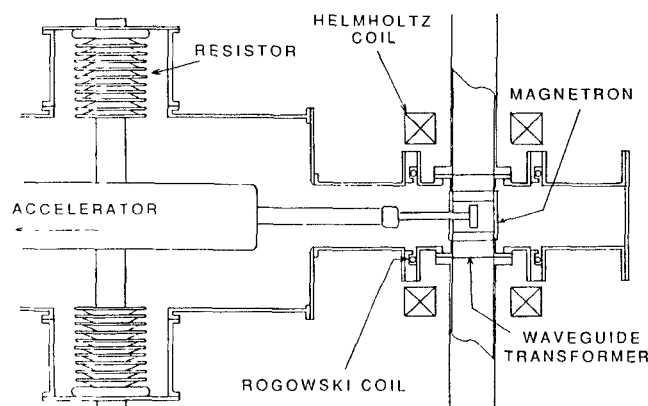 HELMHOLTZ
COIL
RESISTOR
MAGNETRON
ACCELERATOR
WAVEGUIDE
TRANSFORMER
ROGOWSKI COIL